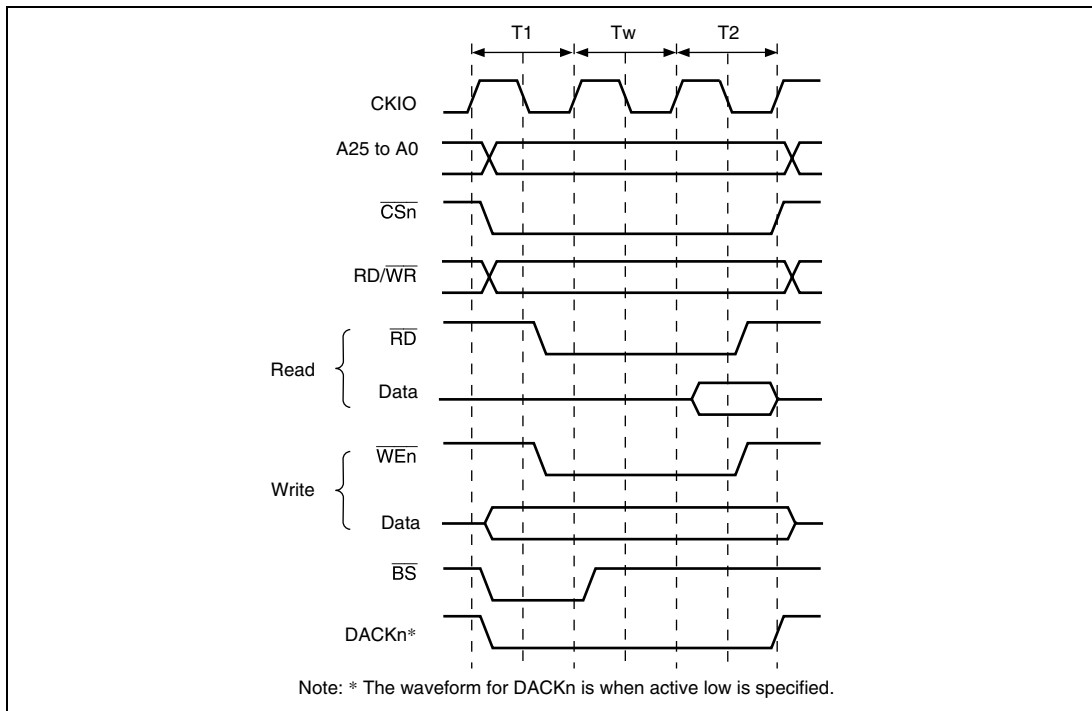 T1 Tw T2
CKIO
A25 to A0
CSn
RD/WR
RD
Read
Data
WEn
Write
Data
BS
DACKn*
Note: * The waveform for DACKn is when active low is specified.